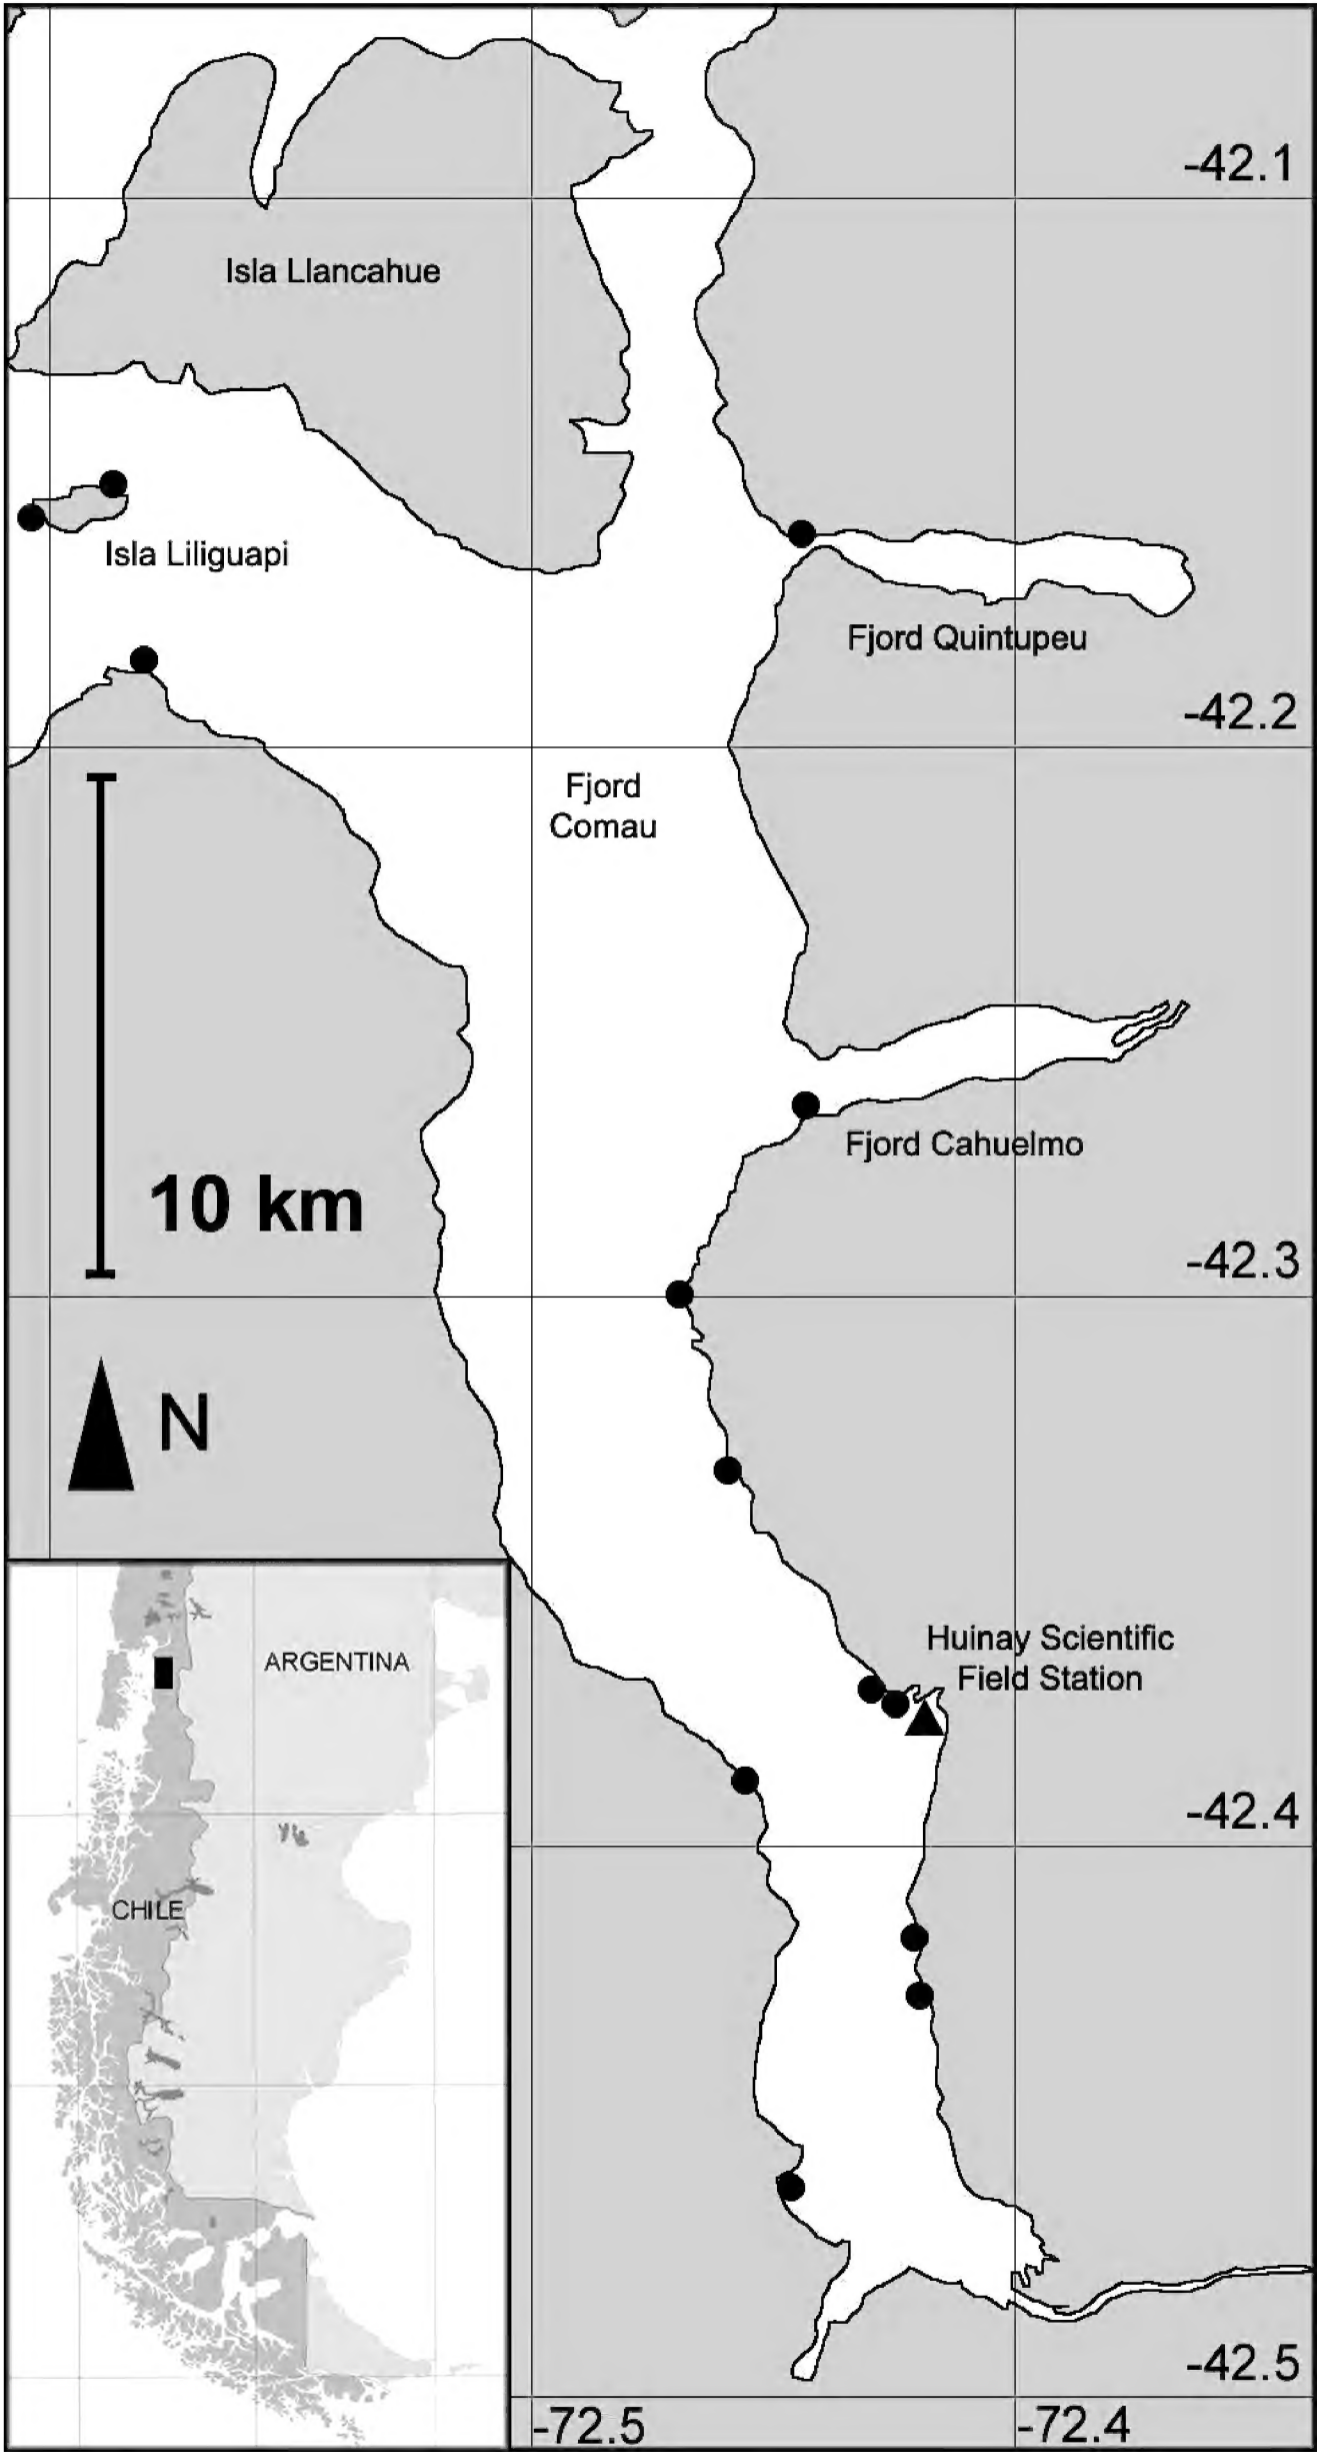 -42.1
Isla Llancahue
Isla Liliguapi
Fjord Quintupeu
-42.2
Fjord
Comau
Fjord Cahuelmo
10 km
-42.3
N
Huinay Scientific
Field Station
ARGENTINA
-42.4
CHILE
-42.5
-72.5
-72.4